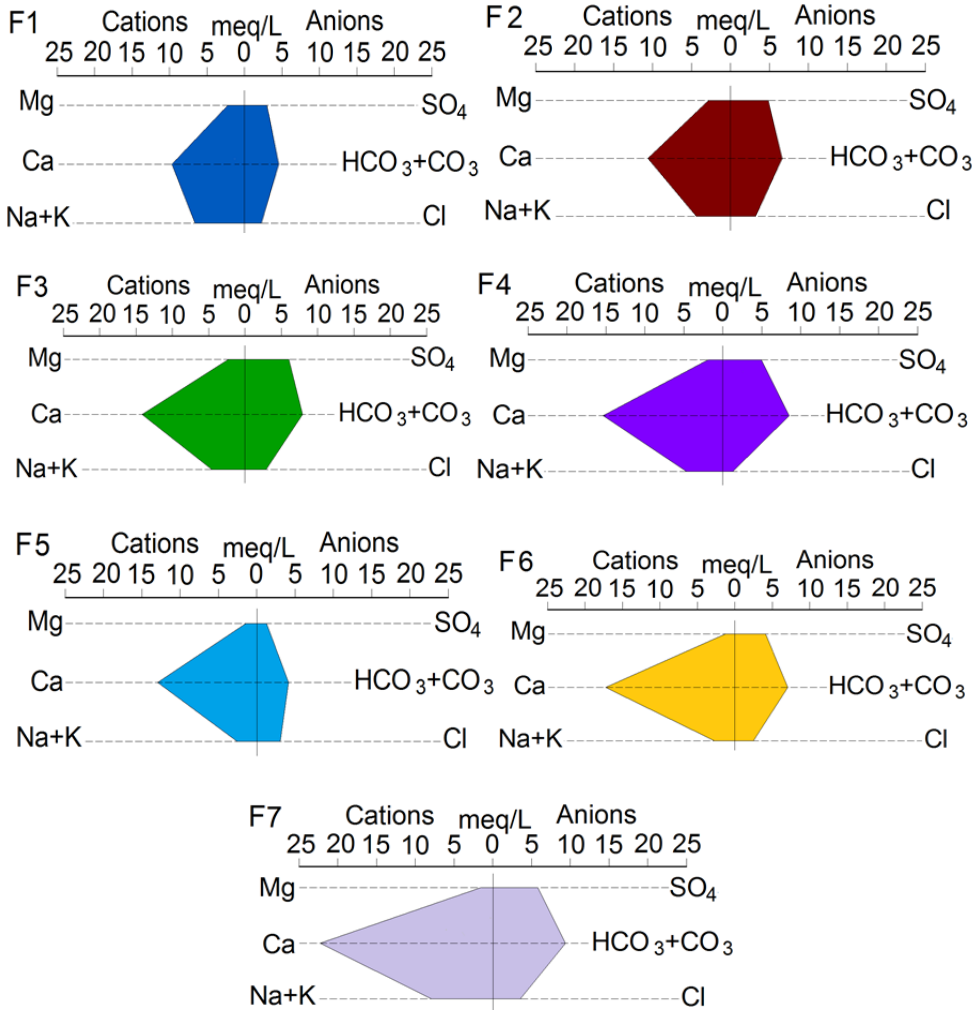 F1 Cations meq/L Anions
25 20 15 10 5 0 5 10 15 20 25
Mg SO4
Ca HCO3+CO3
Na+K Cl
F2 Cations meq/L Anions
25 20 15 10 5 0 5 10 15 20 25
Mg SO4
Ca HCO3+CO3
Na+K Cl
F3 Cations meq/L Anions
25 20 15 10 5 0 5 10 15 20 25
Mg SO4
Ca HCO3+CO3
Na+K Cl
F4 Cations meq/L Anions
25 20 15 10 5 0 5 10 15 20 25
Mg SO4
Ca HCO3+CO3
Na+K Cl
F5 Cations meq/L Anions
25 20 15 10 5 0 5 10 15 20 25
Mg SO4
Ca HCO3+CO3
Na+K Cl
F6 Cations meq/L Anions
25 20 15 10 5 0 5 10 15 20 25
Mg SO4
Ca HCO3+CO3
Na+K Cl
F7 Cations meq/L Anions
25 20 15 10 5 0 5 10 15 20 25
Mg SO4
Ca HCO3+CO3
Na+K Cl